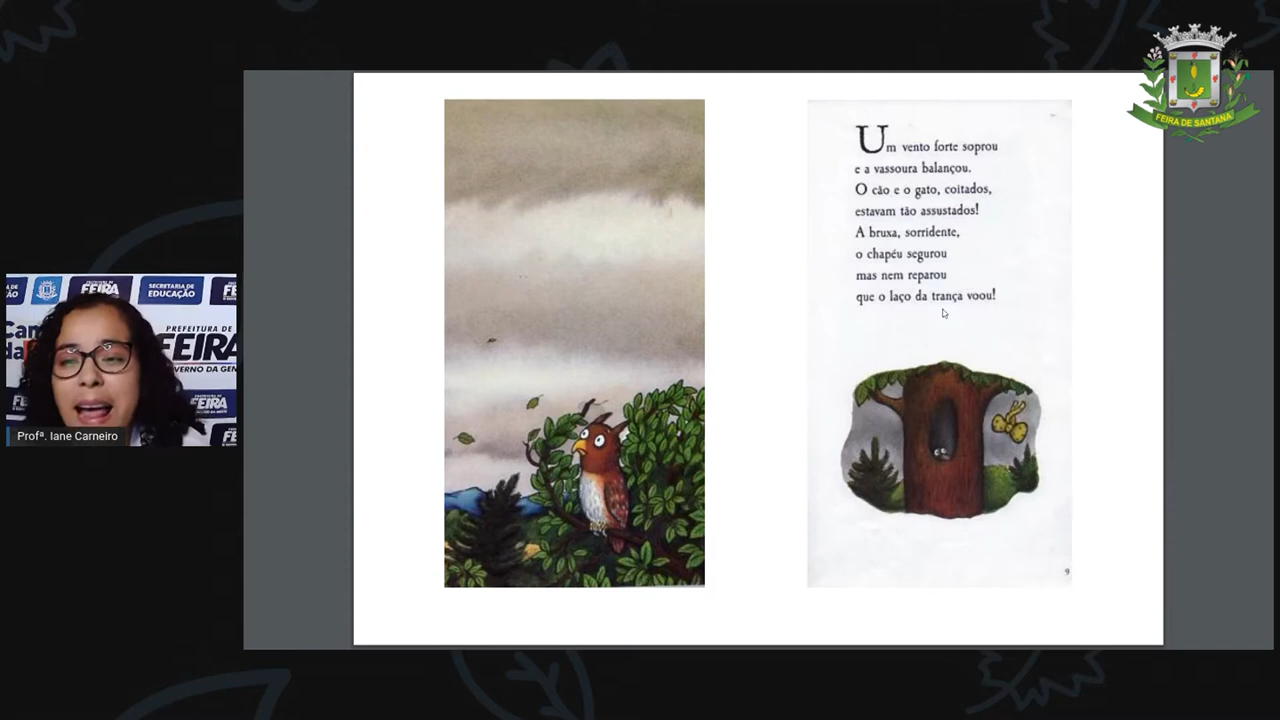 FEIRA DE SANTANA
Um vento forte soprou
e a vassoura balançou.
O cão e o gato, coitados,
estavam tão assustados!
A bruxa, sorridente,
o chapéu segurou
mas nem reparou
que o laço da trança voou!
9
FEIRA
SECRETARIA DE
EDUCAÇÃO
PREFEITURA DE
FEIRA
FEIRA
Profª. Iane Carneiro